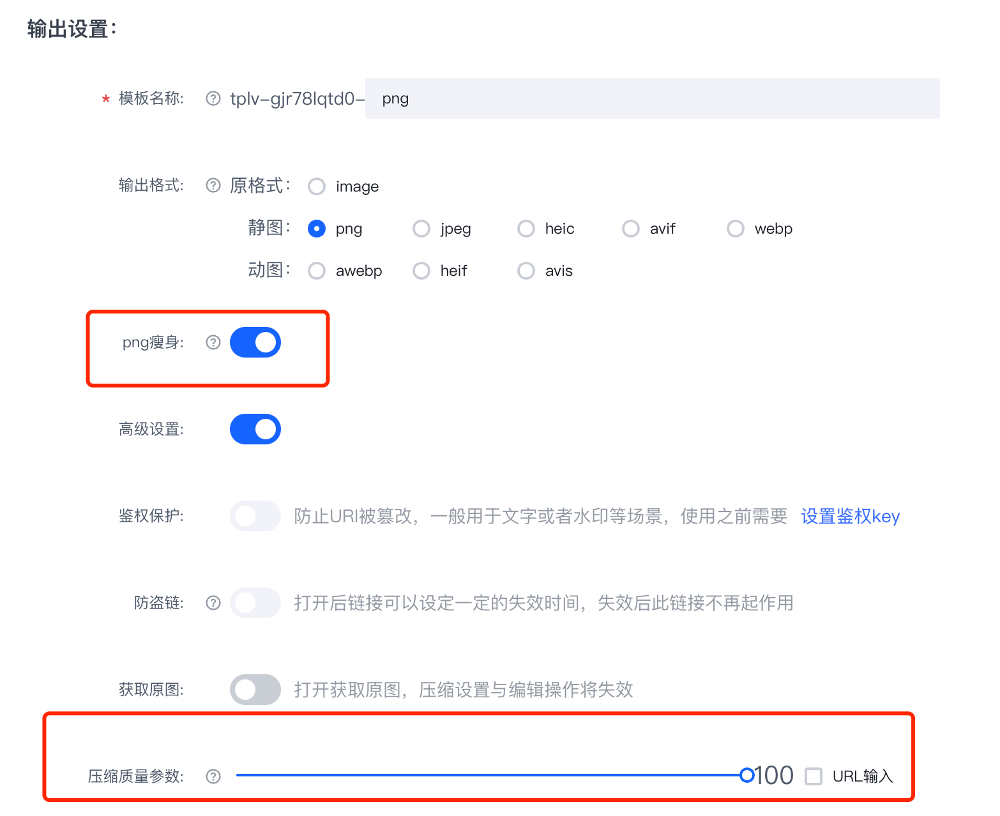 输出设置：
* 模板名称: tplv-gjr78lqtd0- png
输出格式: 原格式： image
静图： png jpeg heic avif webp
动图： awebp heif avis
png瘦身:
高级设置:
鉴权保护: 防止URI被篡改，一般用于文字或者水印等场景，使用之前需要 设置鉴权key
防盗链: 打开后链接可以设定一定的失效时间，失效后此链接不再起作用
获取原图: 打开获取原图，压缩设置与编辑操作将失效
压缩质量参数: 100 URL输入